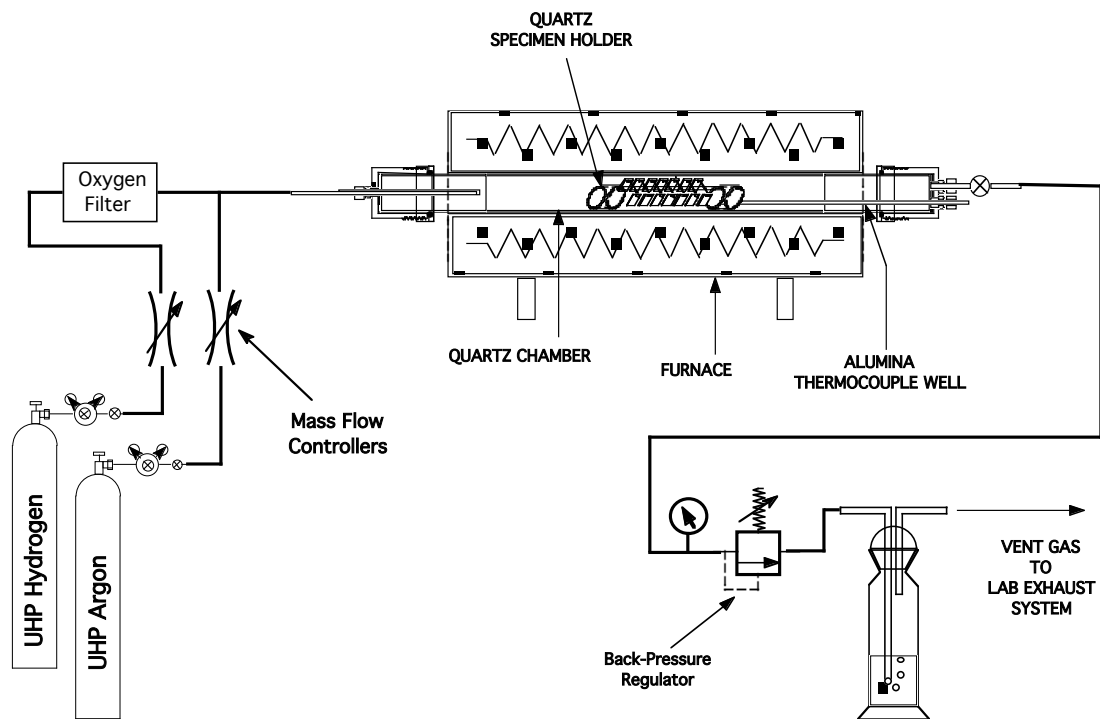 QUARTZ
SPECIMEN HOLDER
Oxygen
Filter
QUARTZ CHAMBER
FURNACE
ALUMINA
THERMOCOUPLE WELL
Mass Flow
Controllers
UHP Hydrogen
UHP Argon
VENT GAS
TO
LAB EXHAUST
SYSTEM
Back-Pressure
Regulator